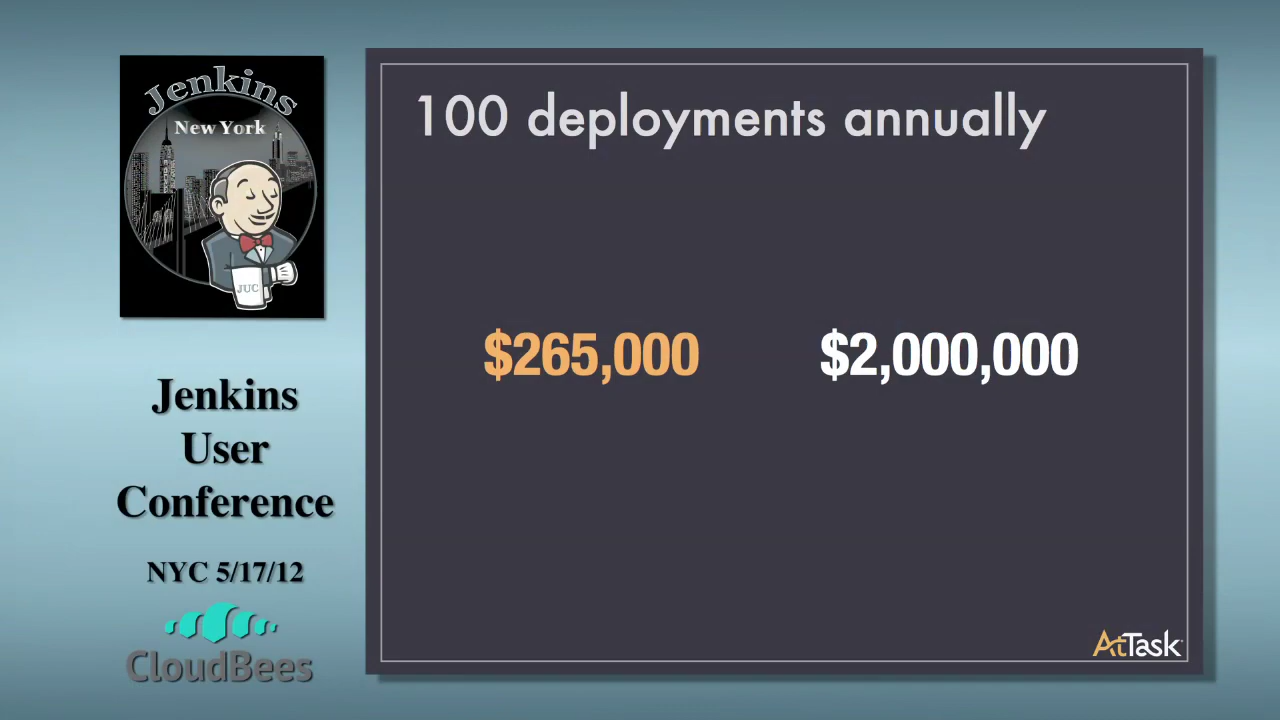 Jenkins
New York
JUC
Jenkins
User
Conference
NYC 5/17/12
CloudBees
100 deployments annually
$265,000 $2,000,000
AtTask